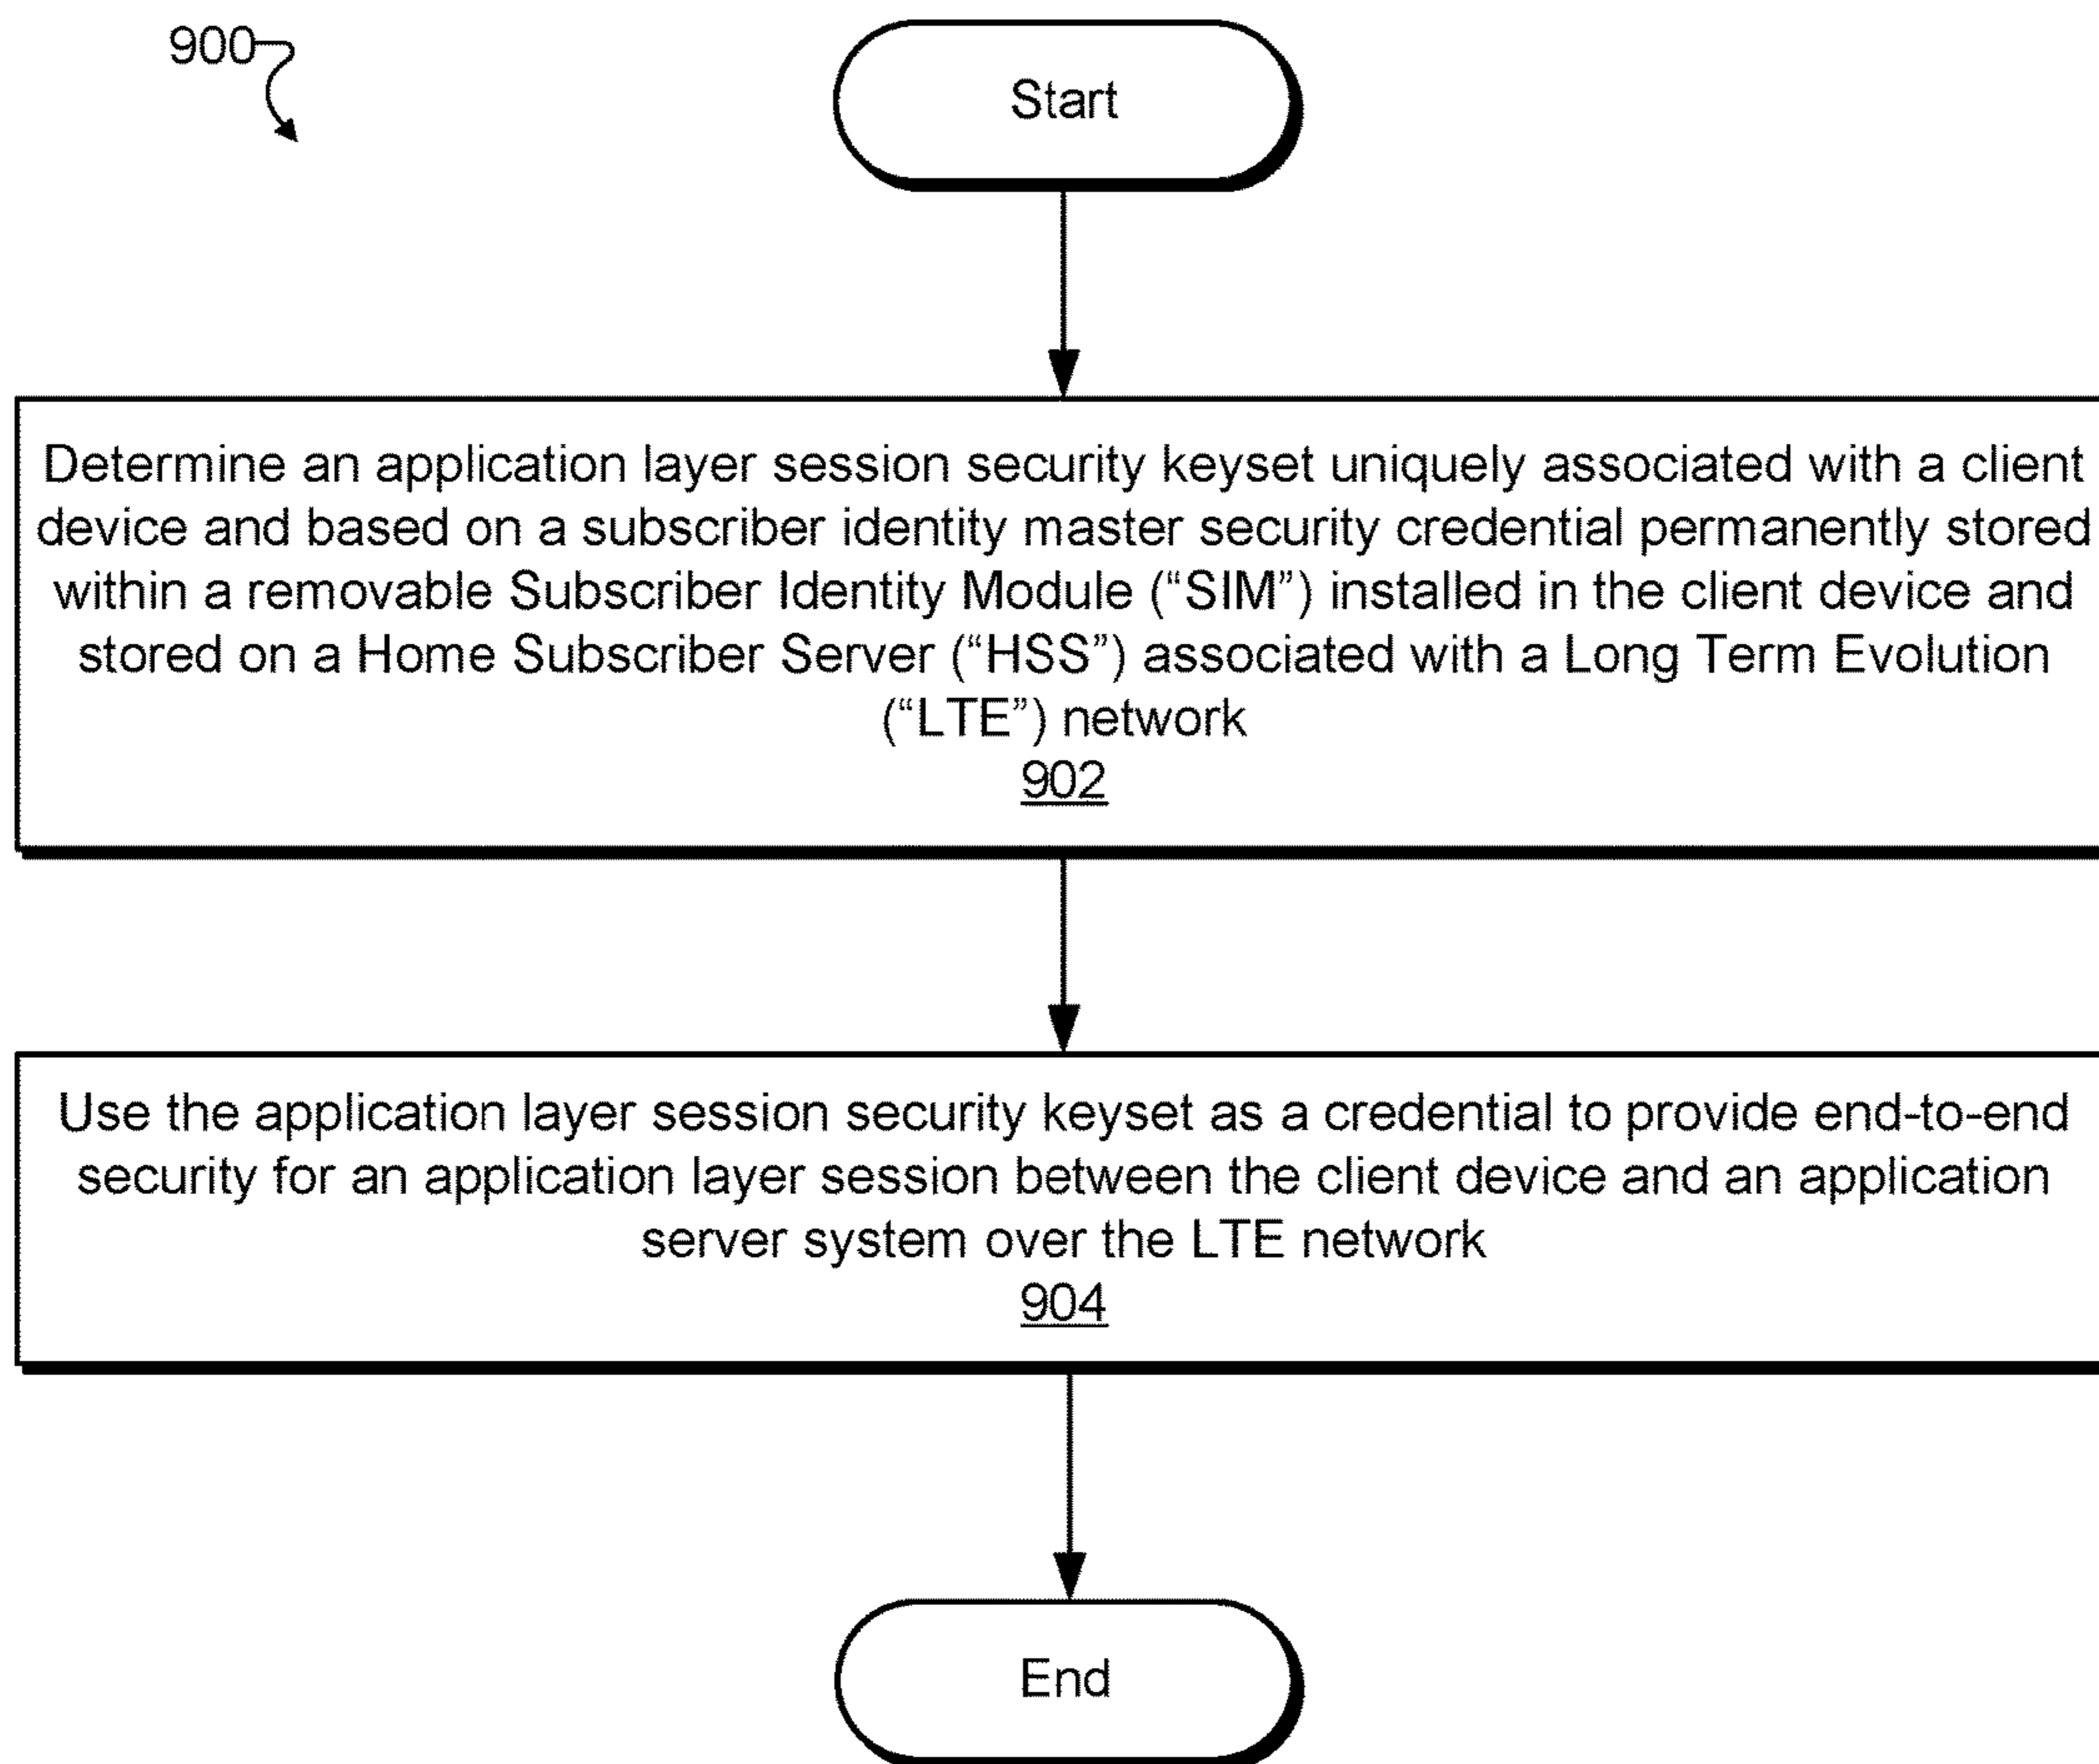 900
Start
Determine an application layer session security keyset uniquely associated with a client
device and based on a subscriber identity master security credential permanently stored
within a removable Subscriber Identity Module (“SIM”) installed in the client device and
stored on a Home Subscriber Server (“HSS”) associated with a Long Term Evolution
(“LTE”) network
902
Use the application layer session security keyset as a credential to provide end-to-end
security for an application layer session between the client device and an application
server system over the LTE network
904
End